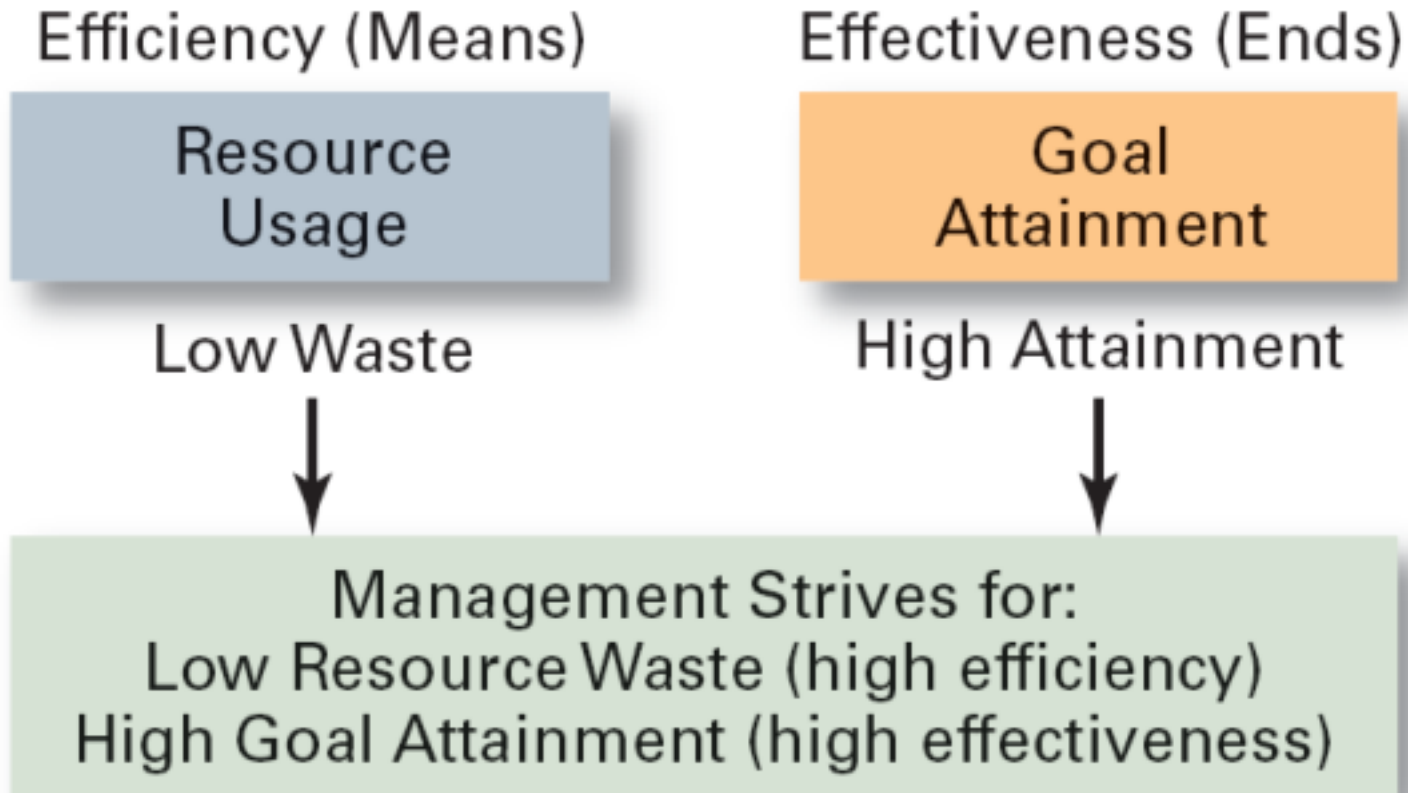 Efficiency (Means)
Effectiveness (Ends)
Resource
Usage
Goal
Attainment
Low Waste
High Attainment
Management Strives for:
Low Resource Waste (high efficiency)
High Goal Attainment (high effectiveness)